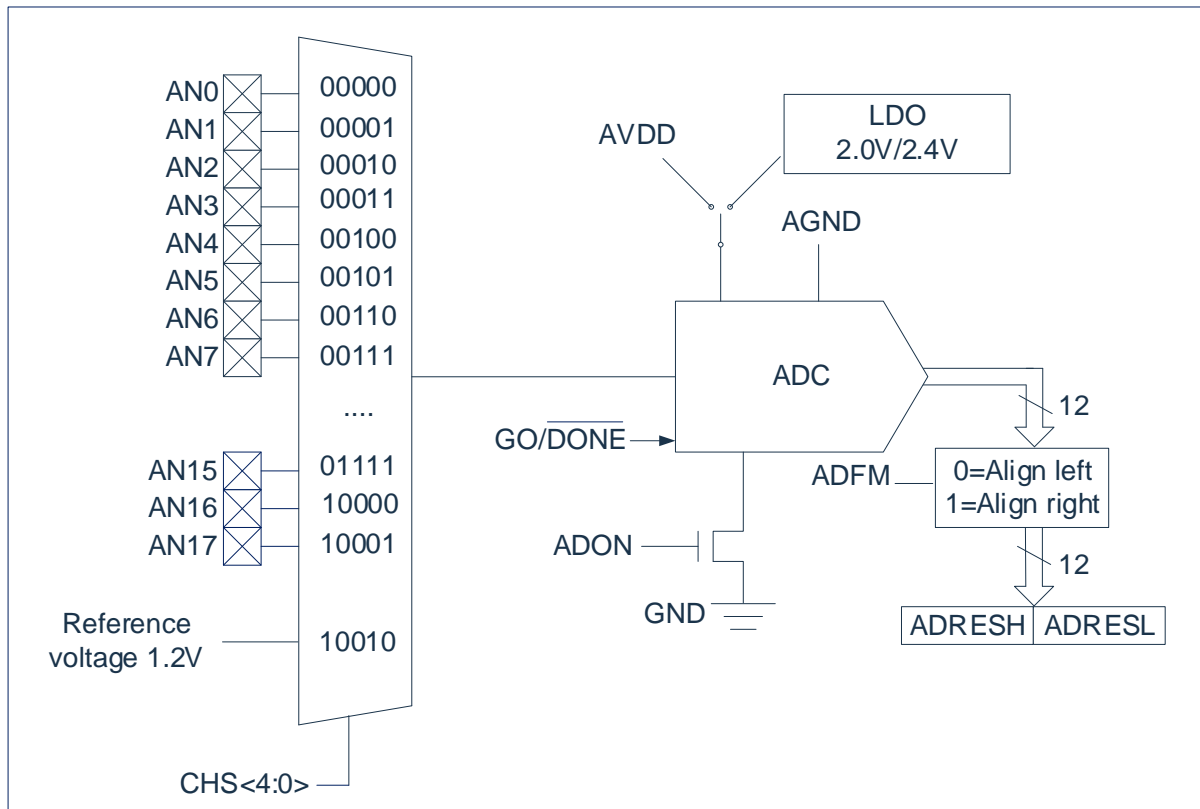 AN0
00000
AN1
00001
AN2
00010
AN3
00011
AN4
00100
AN5
00101
AN6
00110
AN7
00111
....
AN15
01111
AN16
10000
AN17
10001
Reference
voltage 1.2V
10010
CHS<4:0>
AVDD
LDO
2.0V/2.4V
AGND
ADC
GO/DONE
12
ADFM
0=Align left
1=Align right
ADON
12
GND
ADRESH
ADRESL